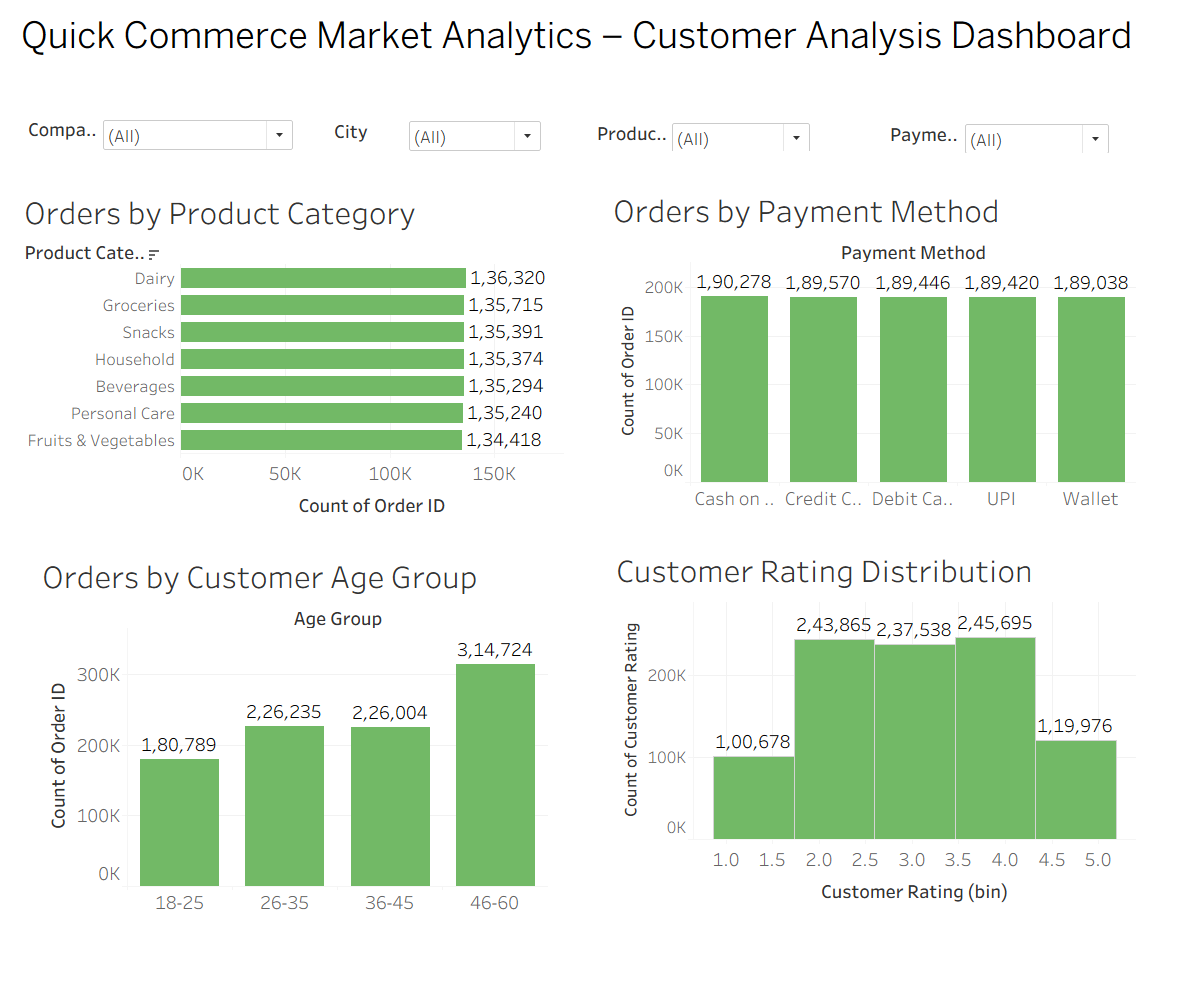 Quick Commerce Market Analytics – Customer Analysis Dashboard
Compa.. (All) City (All) Produc.. (All) Payme.. (All)
Orders by Product Category
Product Cate..
Dairy 1,36,320
Groceries 1,35,715
Snacks 1,35,391
Household 1,35,374
Beverages 1,35,294
Personal Care 1,35,240
Fruits & Vegetables 1,34,418
0K 50K 100K 150K
Count of Order ID
Orders by Payment Method
Payment Method
1,90,278 1,89,570 1,89,446 1,89,420 1,89,038
200K
150K
100K
50K
0K
Count of Order ID
Cash on .. Credit C.. Debit Ca.. UPI Wallet
Orders by Customer Age Group
Age Group
1,80,789 2,26,235 2,26,004 3,14,724
300K
200K
100K
0K
Count of Order ID
18-25 26-35 36-45 46-60
Customer Rating Distribution
1,00,678 2,43,865 2,37,538 2,45,695 1,19,976
200K
100K
0K
Count of Customer Rating
1.0 1.5 2.0 2.5 3.0 3.5 4.0 4.5 5.0
Customer Rating (bin)